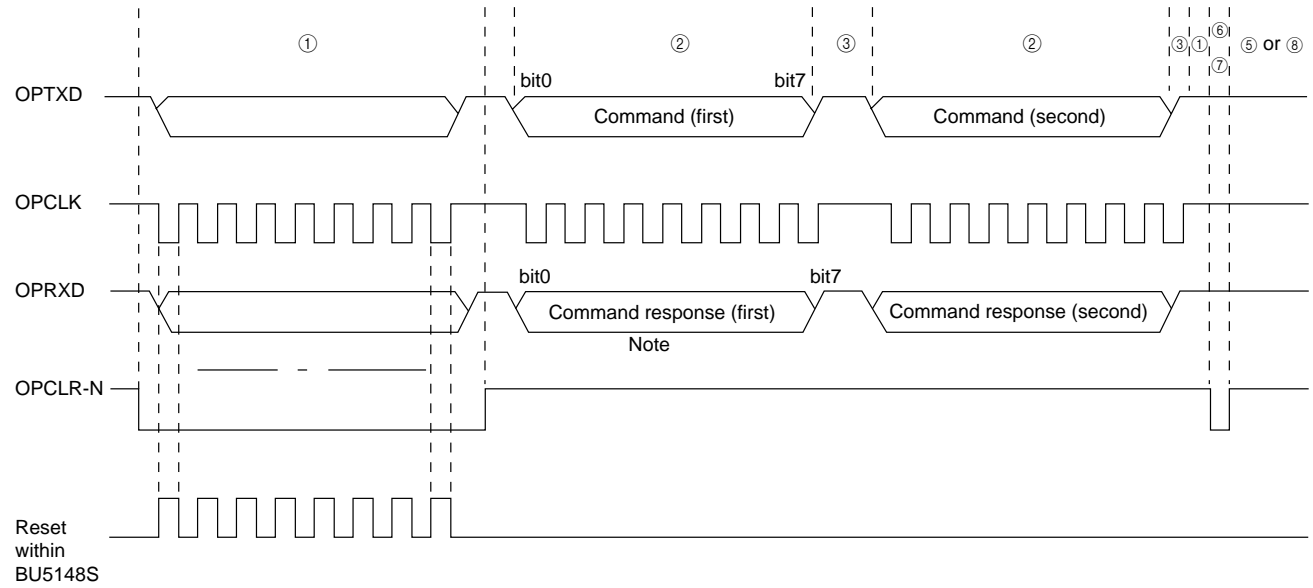 ① ② ③ ② ③ ① ⑥ ⑤ or ⑧
⑦
bit0 bit7
OPTXD
Command (first) Command (second)
OPCLK
bit0 bit7
OPRXD
Command response (first) Command response (second)
Note
OPCLR-N
Reset
within
BU5148S